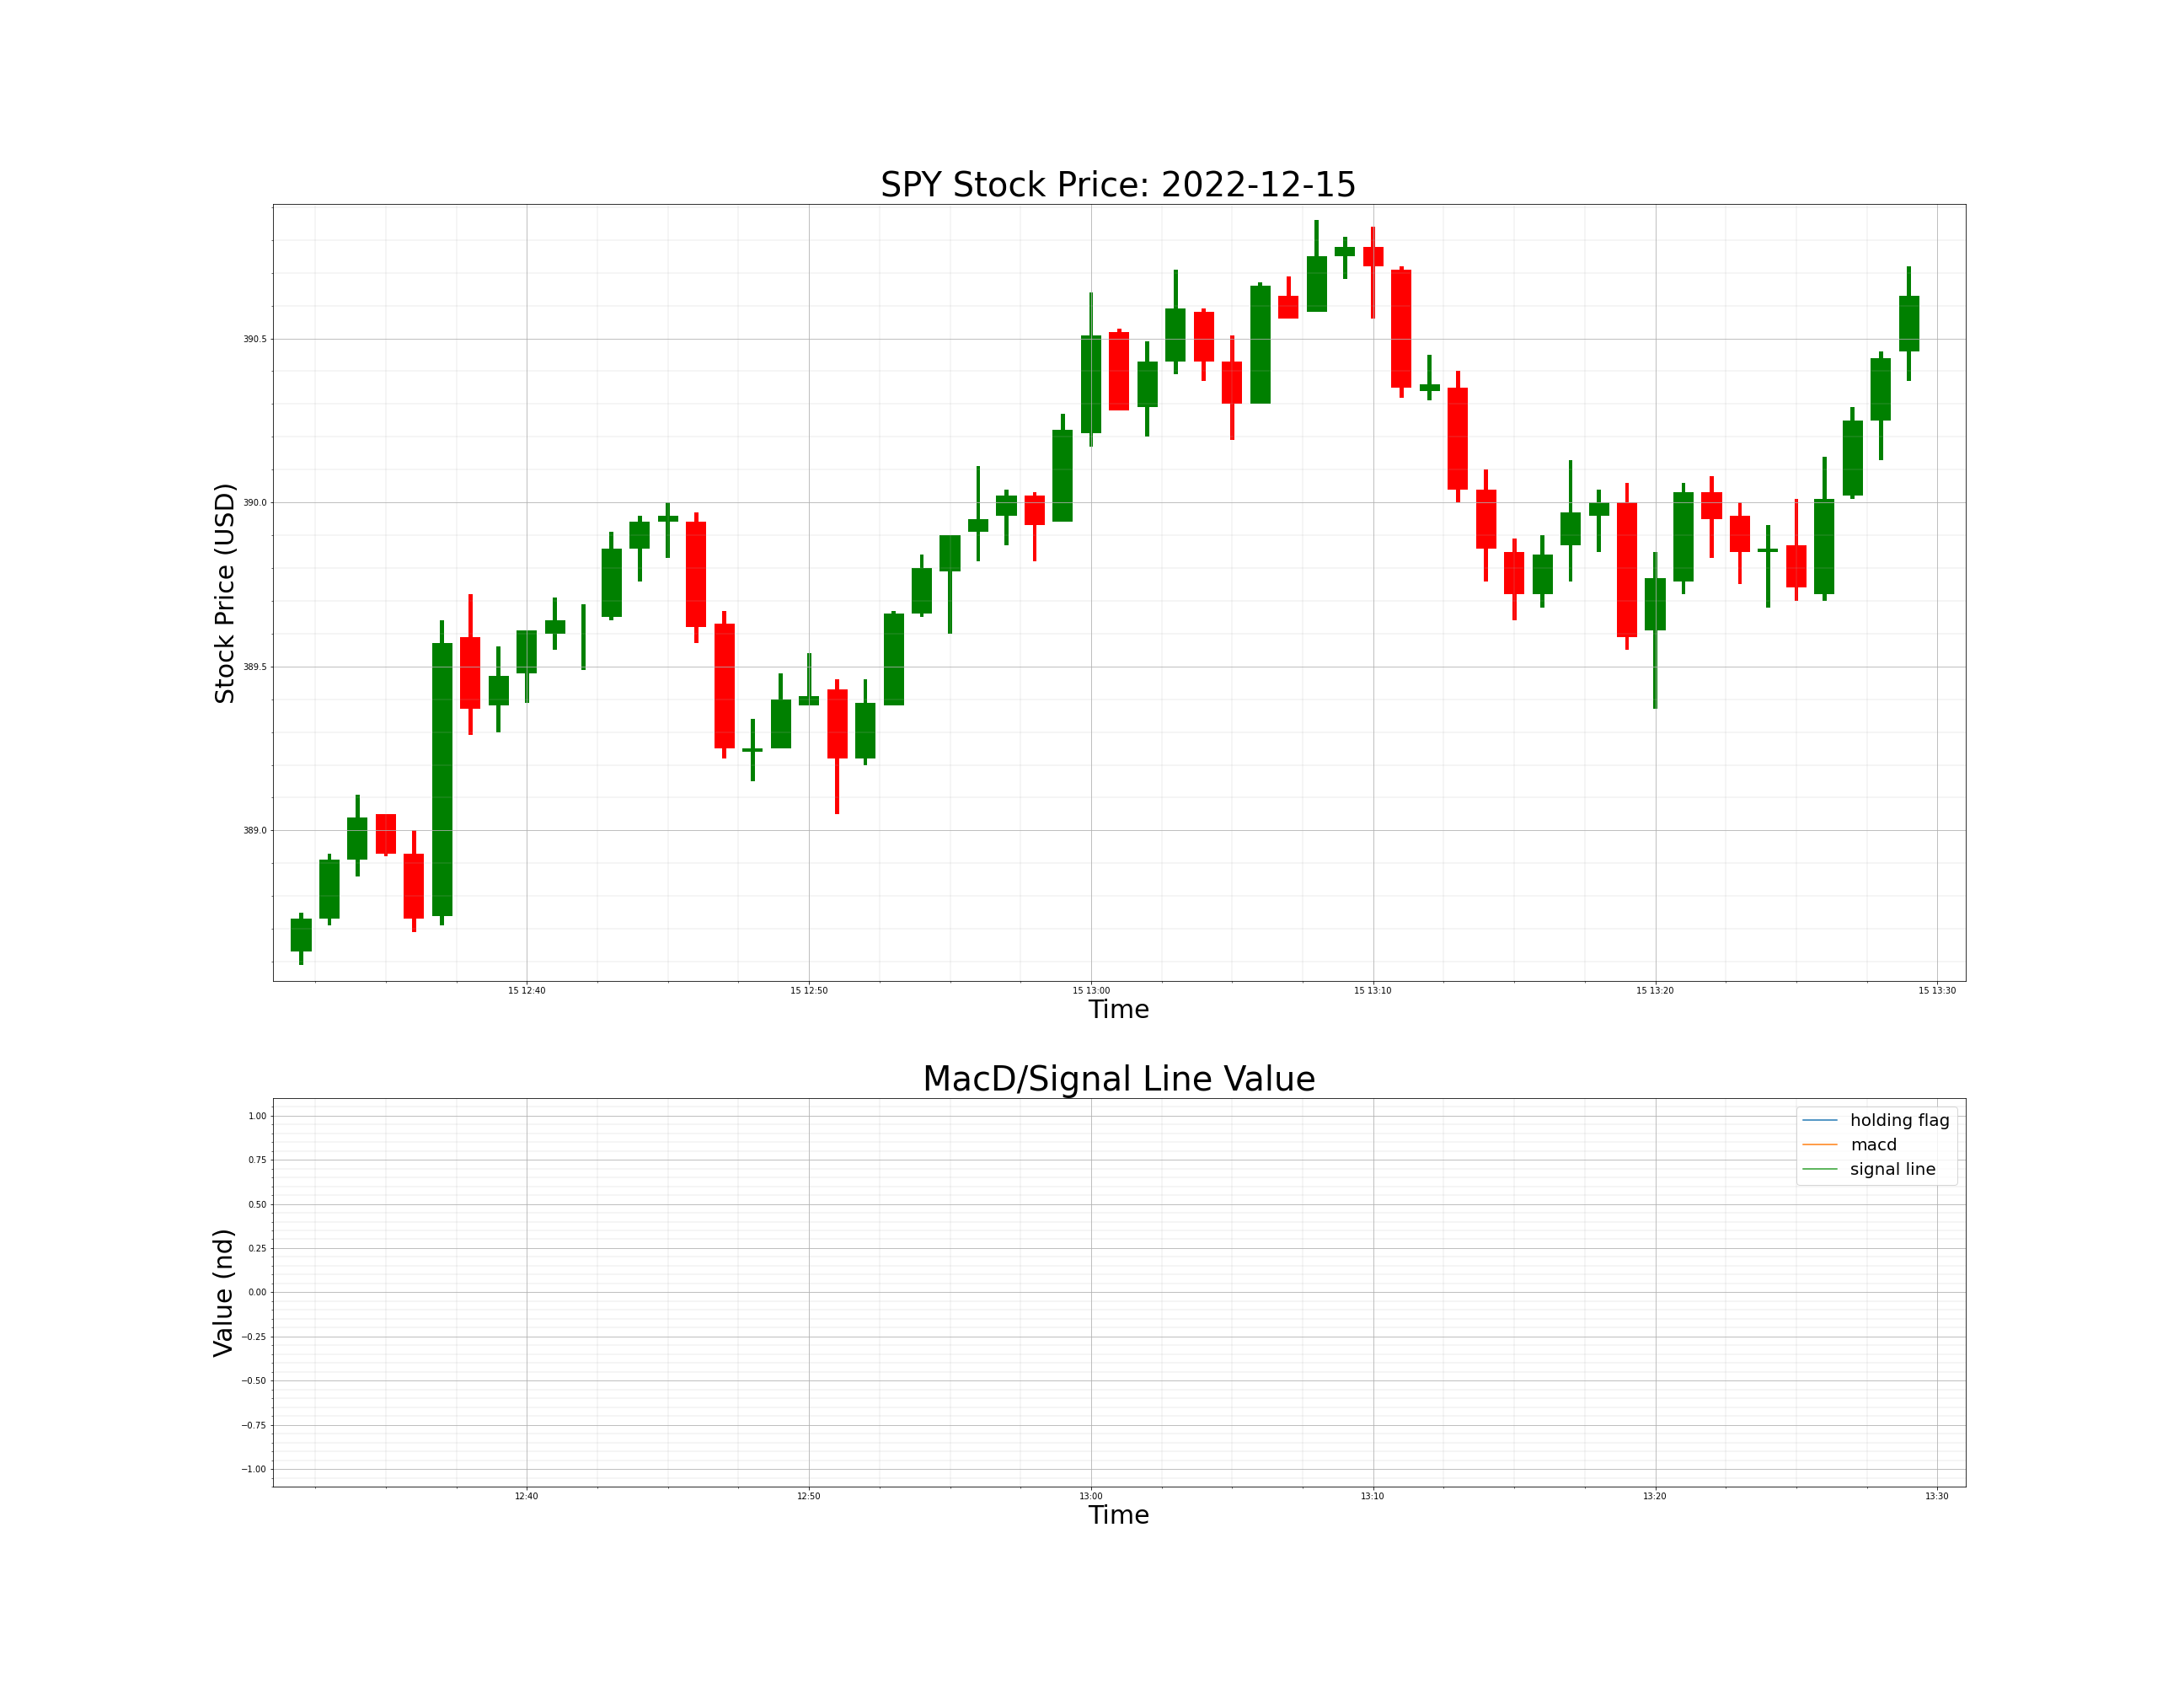 SPY Stock Price: 2022-12-15
Stock Price (USD)
390.5
390.0
389.5
389.0
15 12:40
15 12:50
15 13:00
15 13:10
15 13:20
15 13:30
Time
MacD/Signal Line Value
Value (nd)
1.00
0.75
0.50
0.25
0.00
−0.25
−0.50
−0.75
−1.00
holding flag
macd
signal line
12:40
12:50
13:00
13:10
13:20
13:30
Time